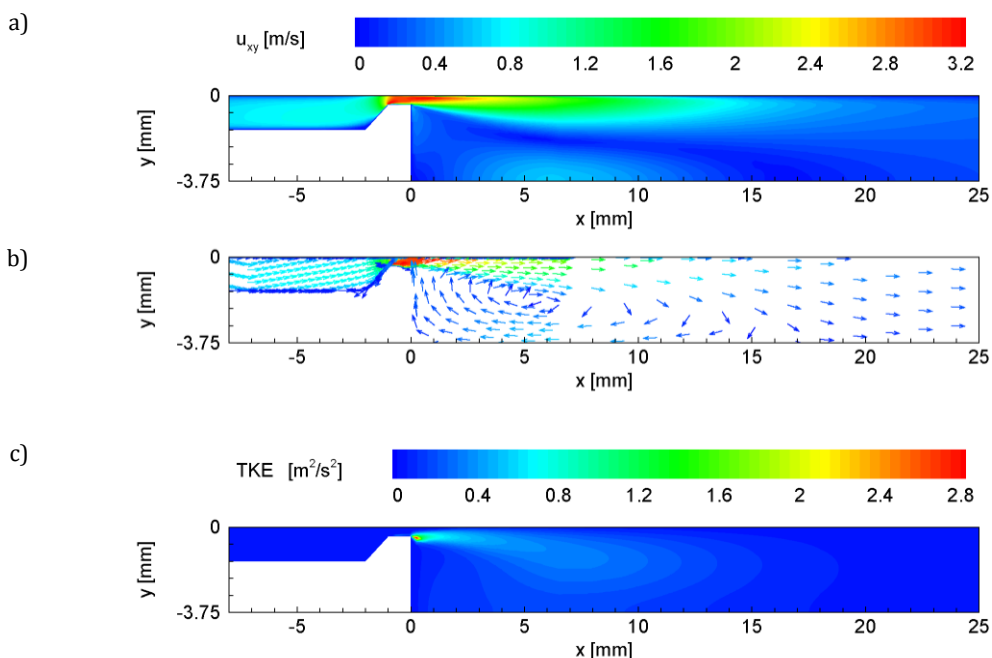 a)
u_xy [m/s]
0 0.4 0.8 1.2 1.6 2 2.4 2.8 3.2
0
y [mm]
-3.75
-5 0 5 10 15 20 25
x [mm]
b)
0
y [mm]
-3.75
-5 0 5 10 15 20 25
x [mm]
c)
TKE [m²/s²]
0 0.4 0.8 1.2 1.6 2 2.4 2.8
0
y [mm]
-3.75
-5 0 5 10 15 20 25
x [mm]